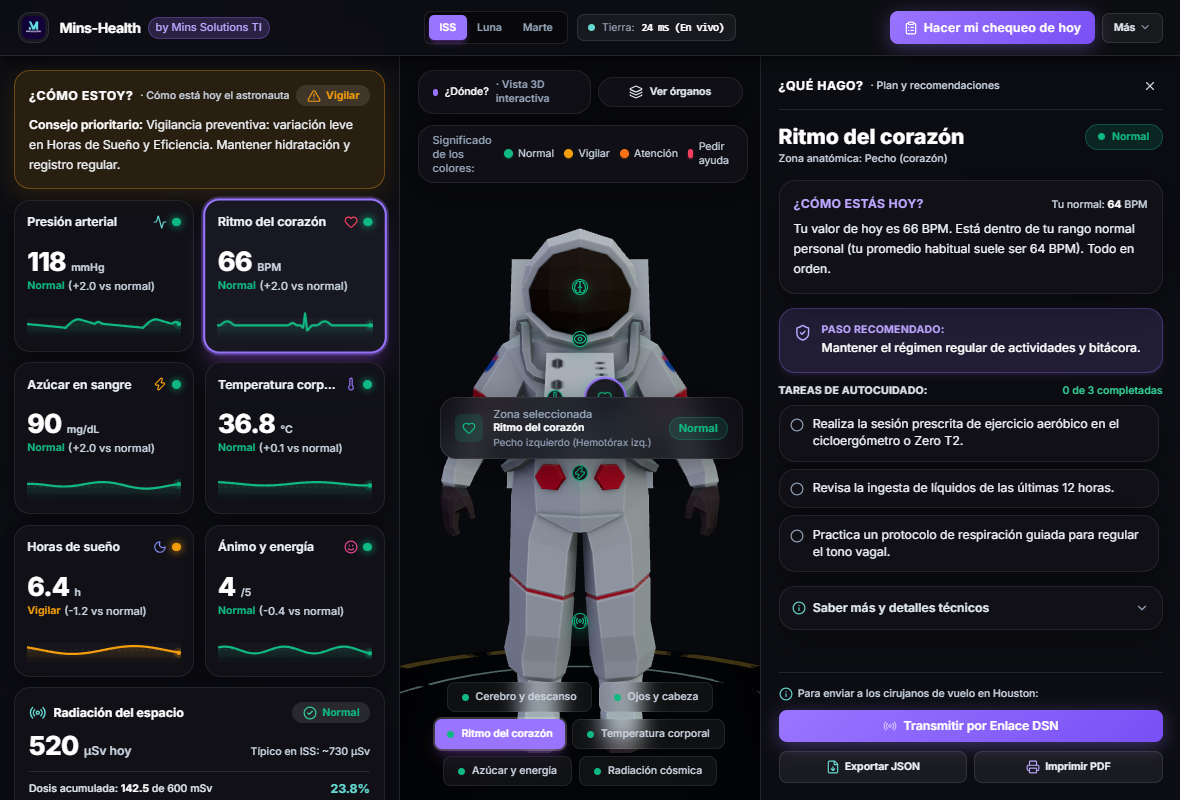 Mins-Health by Mins Solutions TI
ISS Luna Marte
Tierra: 24 ms (En vivo)
Hacer mi chequeo de hoy
Más
¿CÓMO ESTOY? · Cómo está hoy el astronauta
Vigilar
Consejo prioritario: Vigilancia preventiva: variación leve
en Horas de Sueño y Eficiencia. Mantener hidratación y
registro regular.
Presión arterial
118 mmHg
Normal (+2.0 vs normal)
Ritmo del corazón
66 BPM
Normal (+2.0 vs normal)
Azúcar en sangre
90 mg/dL
Normal (+2.0 vs normal)
Temperatura corp...
36.8 °C
Normal (+0.1 vs normal)
Horas de sueño
6.4 h
Vigilar (-1.2 vs normal)
Ánimo y energía
4 /5
Normal (-0.4 vs normal)
Radiación del espacio
Normal
520 µSv hoy
Típico en ISS: ~730 µSv
Dosis acumulada: 142.5 de 600 mSv
23.8%
¿Dónde? · Vista 3D
interactiva
Ver órganos
Significado
de los
colores:
Normal
Vigilar
Atención
Pedir
ayuda
Zona seleccionada
Ritmo del corazón
Pecho izquierdo (Hemotórax izq.)
Normal
Cerebro y descanso
Ojos y cabeza
Ritmo del corazón
Temperatura corporal
Azúcar y energía
Radiación cósmica
¿QUÉ HAGO? · Plan y recomendaciones
Ritmo del corazón
Normal
Zona anatómica: Pecho (corazón)
¿CÓMO ESTÁS HOY?
Tu normal: 64 BPM
Tu valor de hoy es 66 BPM. Está dentro de tu rango normal
personal (tu promedio habitual suele ser 64 BPM). Todo en
orden.
PASO RECOMENDADO:
Mantener el régimen regular de actividades y bitácora.
TAREAS DE AUTOCUIDADO:
0 de 3 completadas
Realiza la sesión prescrita de ejercicio aeróbico en el
cicloergómetro o Zero T2.
Revisa la ingesta de líquidos de las últimas 12 horas.
Practica un protocolo de respiración guiada para regular
el tono vagal.
Saber más y detalles técnicos
Para enviar a los cirujanos de vuelo en Houston:
Transmitir por Enlace DSN
Exportar JSON
Imprimir PDF